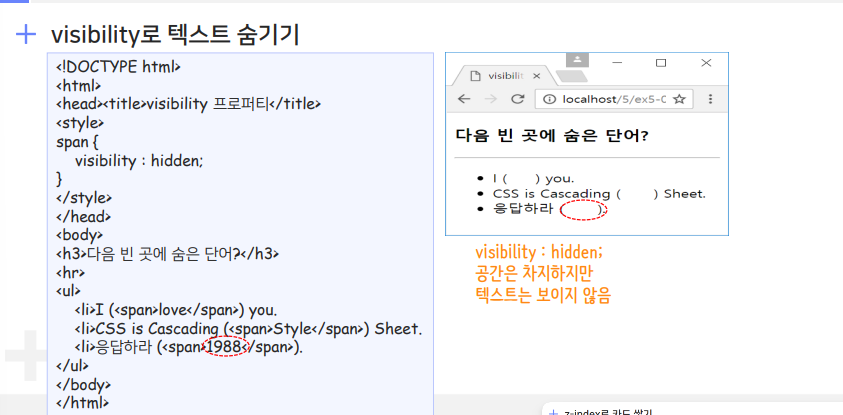 visibility로 텍스트 숨기기
<!DOCTYPE html>
<html>
<head><title>visibility 프로퍼티</title>
<style>
span {
visibility : hidden;
}
</style>
</head>
<body>
<h3>다음 빈 곳에 숨은 단어?</h3>
<hr>
<ul>
<li>I (<span>love</span>) you.
<li>CSS is Cascading (<span>Style</span>) Sheet.
<li>응답하라 (<span>1988</span>).
</ul>
</body>
</html>
visibilit
localhost/5/ex5-0
다음 빈 곳에 숨은 단어?
I ( ) you.
CSS is Cascading ( ) Sheet.
응답하라 ( ).
visibility : hidden;
공간은 차지하지만
텍스트는 보이지 않음
z-index로 카드 쌓기